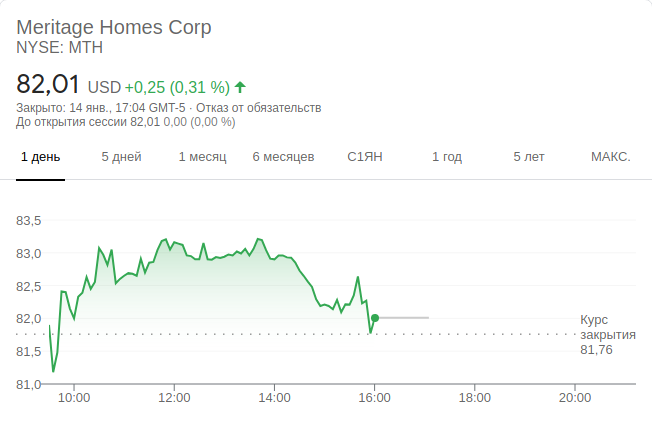 Meritage Homes Corp
NYSE: MTH
82,01 USD +0,25 (0,31 %)
Закрыто: 14 янв., 17:04 GMT-5 · Отказ от обязательств
До открытия сессии 82,01 0,00 (0,00 %)
1 день 5 дней 1 месяц 6 месяцев С1ЯН 1 год 5 лет МАКС.
83,5
83,0
82,5
82,0
81,5
81,0
Курс
закрытия
81,76
10:00 12:00 14:00 16:00 18:00 20:00